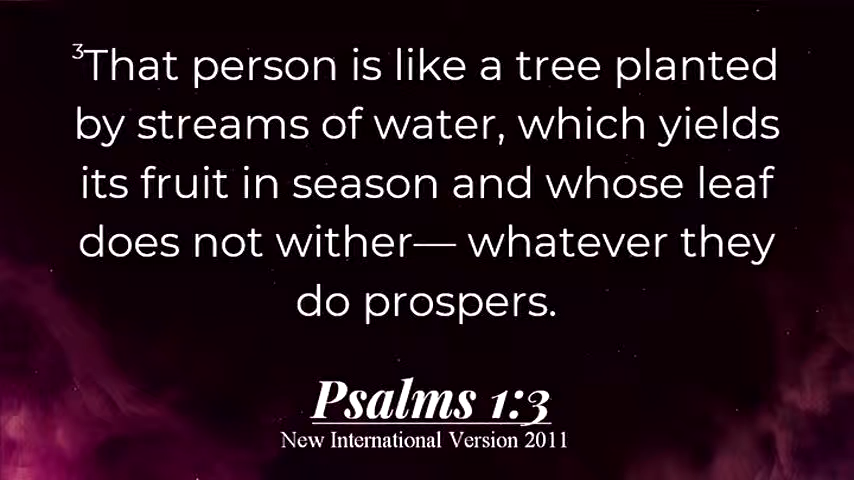 ³That person is like a tree planted
by streams of water, which yields
its fruit in season and whose leaf
does not wither— whatever they
do prospers.
Psalms 1:3
New International Version 2011